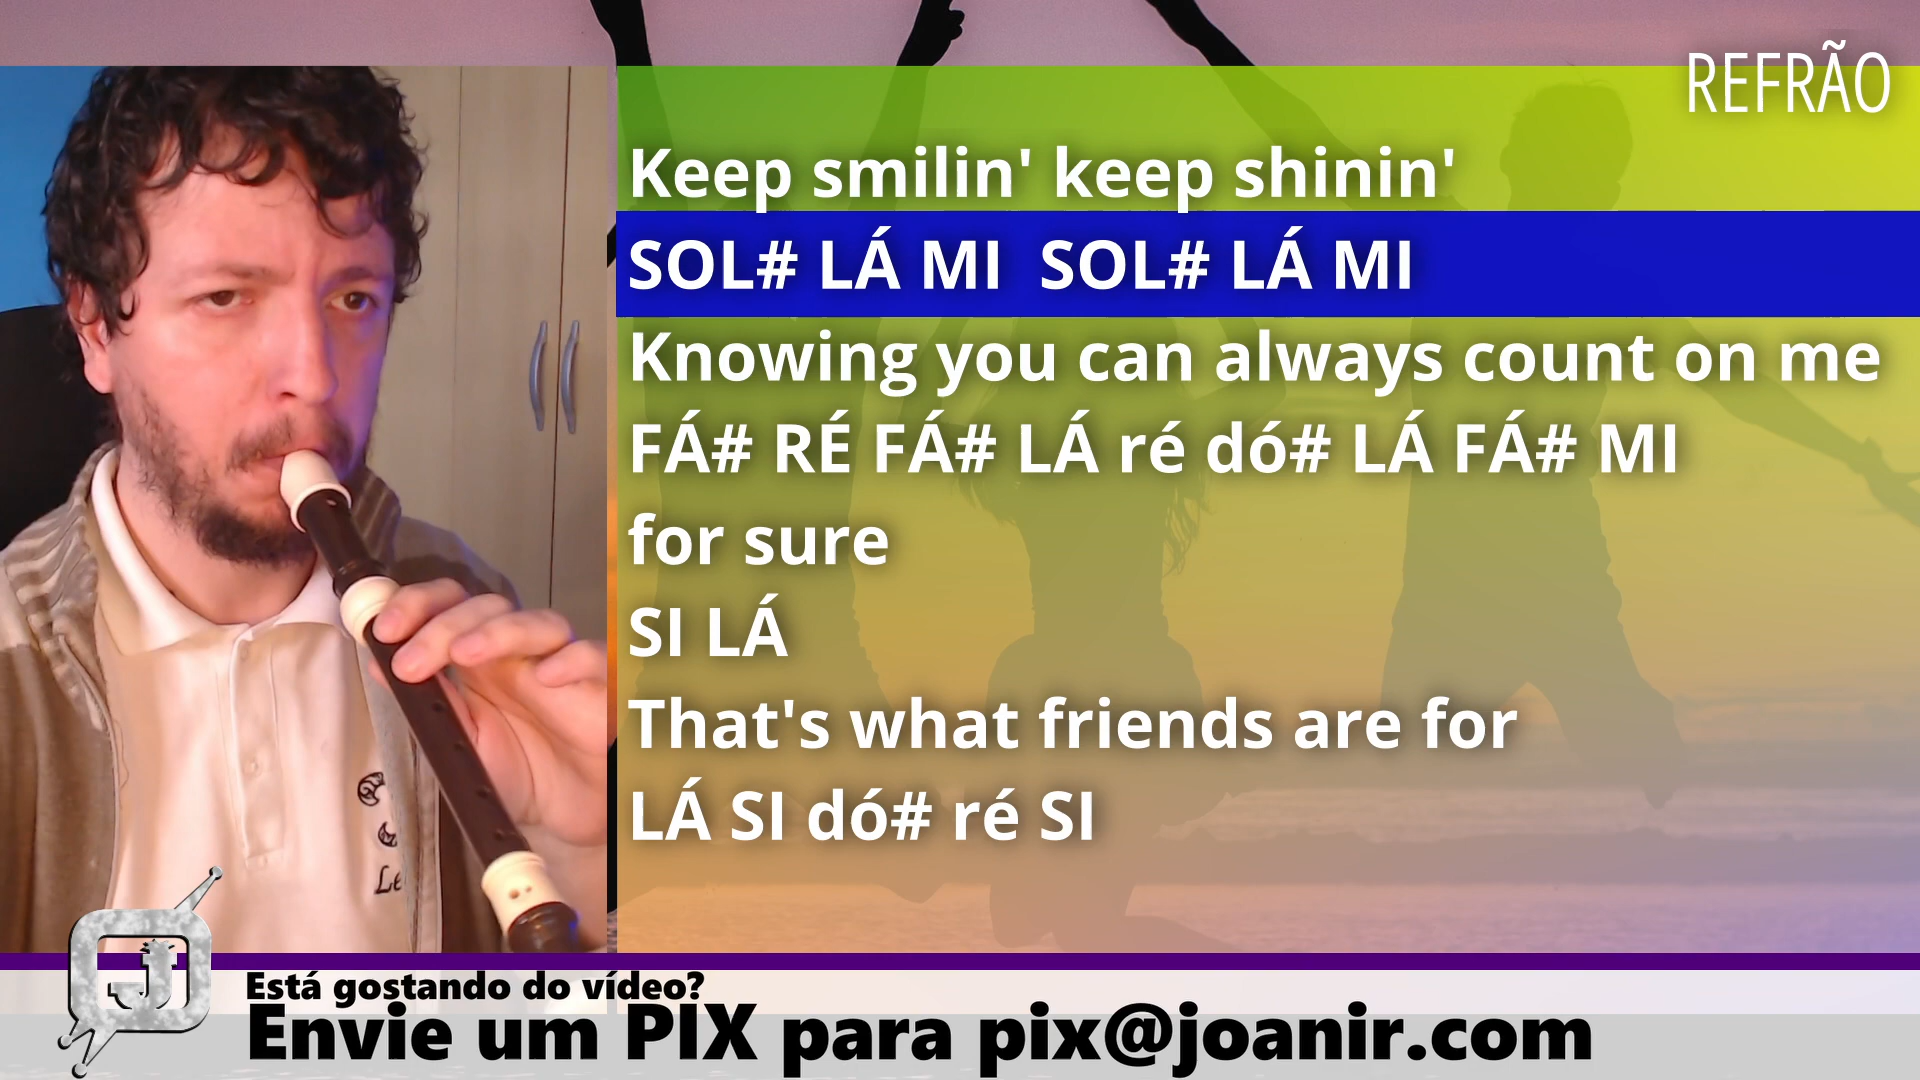 REFRÃO
Keep smilin' keep shinin'
SOL# LÁ MI SOL# LÁ MI
Knowing you can always count on me
FÁ# RÉ FÁ# LÁ ré dó# LÁ FÁ# MI
for sure
SI LÁ
That's what friends are for
LÁ SI dó# ré SI
Está gostando do vídeo?
Envie um PIX para pix@joanir.com